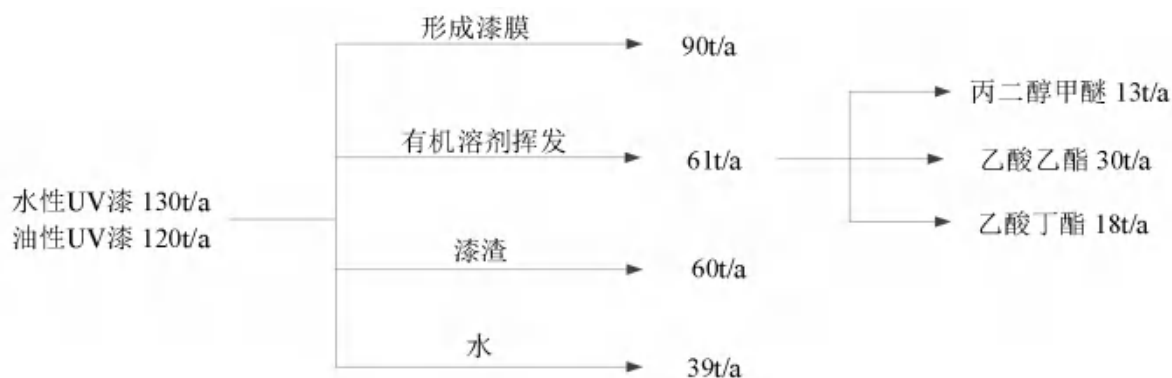 形成漆膜
90t/a
丙二醇甲醚 13t/a
有机溶剂挥发
61t/a
乙酸乙酯 30t/a
水性UV漆 130t/a
油性UV漆 120t/a
乙酸丁酯 18t/a
漆渣
60t/a
水
39t/a